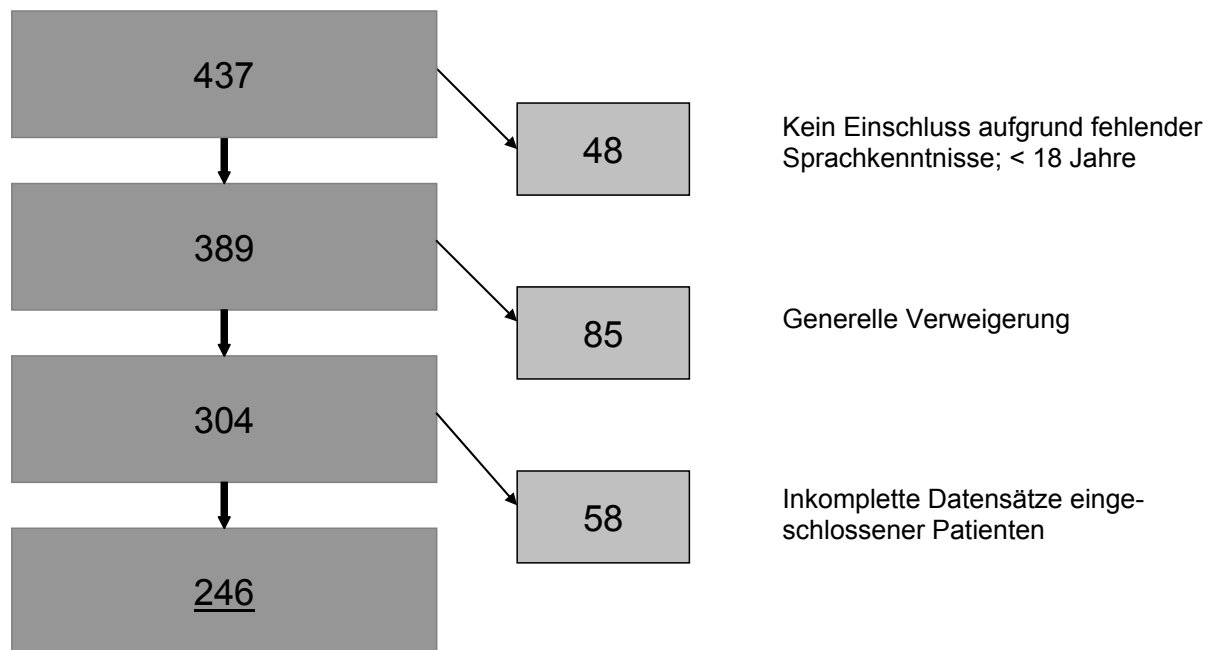 437
48
Kein Einschluss aufgrund fehlender
Sprachkenntnisse; < 18 Jahre
389
85
Generelle Verweigerung
304
58
Inkomplette Datensätze einge-
schlossener Patienten
246